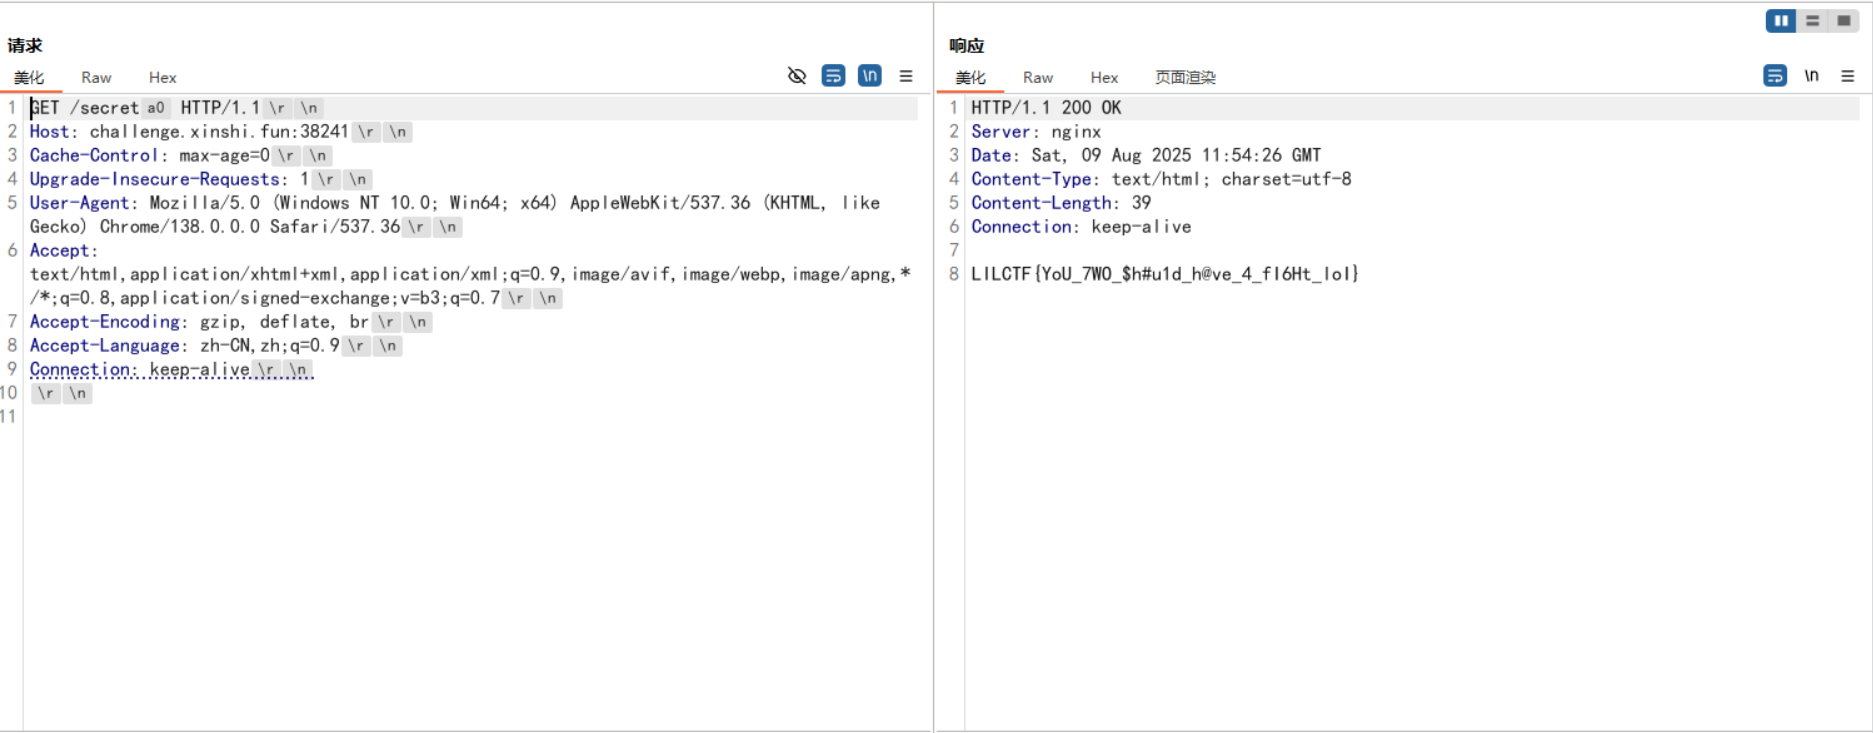 请求
美化 Raw Hex \n
1 GET /secret a0 HTTP/1.1 \r \n
2 Host: challenge.xinshi.fun:38241 \r \n
3 Cache-Control: max-age=0 \r \n
4 Upgrade-Insecure-Requests: 1 \r \n
5 User-Agent: Mozilla/5.0 (Windows NT 10.0; Win64; x64) AppleWebKit/537.36 (KHTML, like
Gecko) Chrome/138.0.0.0 Safari/537.36 \r \n
6 Accept:
text/html,application/xhtml+xml,application/xml;q=0.9,image/avif,image/webp,image/apng,*
/*;q=0.8,application/signed-exchange;v=b3;q=0.7 \r \n
7 Accept-Encoding: gzip, deflate, br \r \n
8 Accept-Language: zh-CN,zh;q=0.9 \r \n
9 Connection: keep-alive \r \n
10 \r \n
11
响应
美化 Raw Hex 页面渲染 \n
1 HTTP/1.1 200 OK
2 Server: nginx
3 Date: Sat, 09 Aug 2025 11:54:26 GMT
4 Content-Type: text/html; charset=utf-8
5 Content-Length: 39
6 Connection: keep-alive
7
8 LILCTF{YoU_7W0_$h#u1d_h@ve_4_fI6Ht_lol}